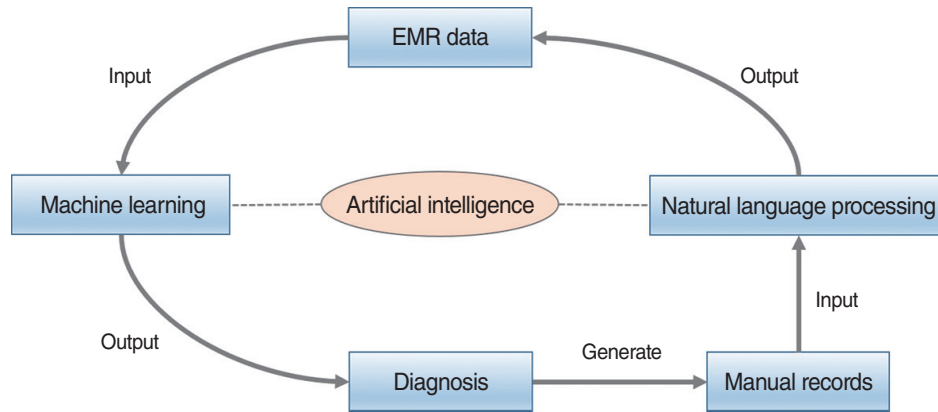 EMR data
Input
Output
Machine learning
Artificial intelligence
Natural language processing
Output
Input
Generate
Diagnosis
Manual records